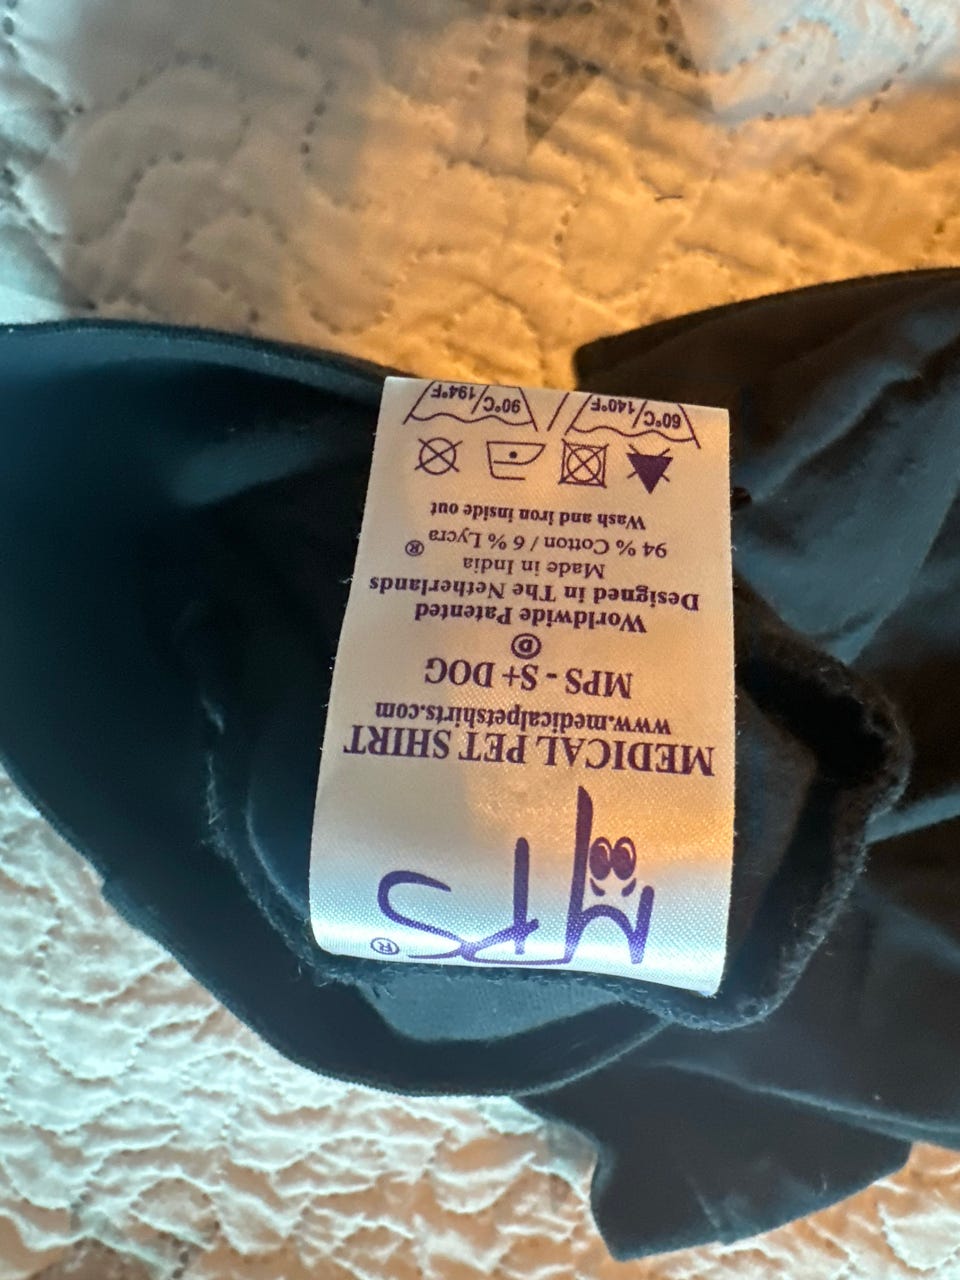 MPS®
MEDICAL PET SHIRT
www.medicalpetshirts.com
MPS - S+ DOG
D
Worldwide Patented
Designed in The Netherlands
Made in India
94 % Cotton / 6 % Lycra®
Wash and iron inside out
60°C/140°F / 90°C/194°F